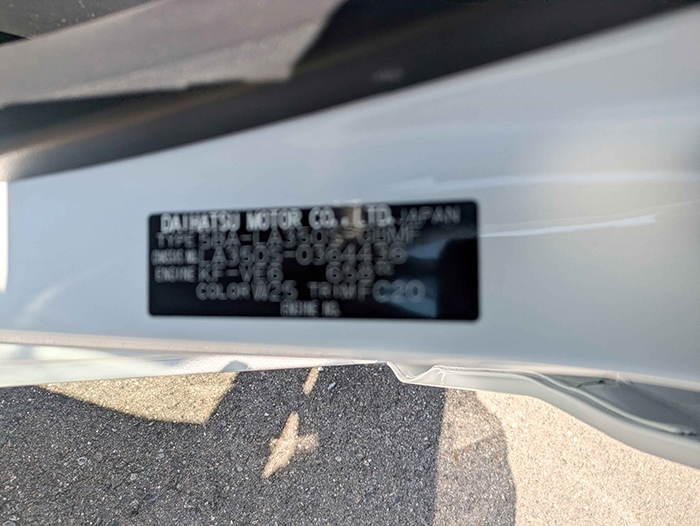 DAIHATSU MOTOR CO., LTD. JAPAN
TYPE 5BA-LA350S-GBMF
CHASSIS NO. LA350S-0364436
ENGINE KF-VE6 658cc
COLOR W25 TRIM FC20
ENGINE NO.